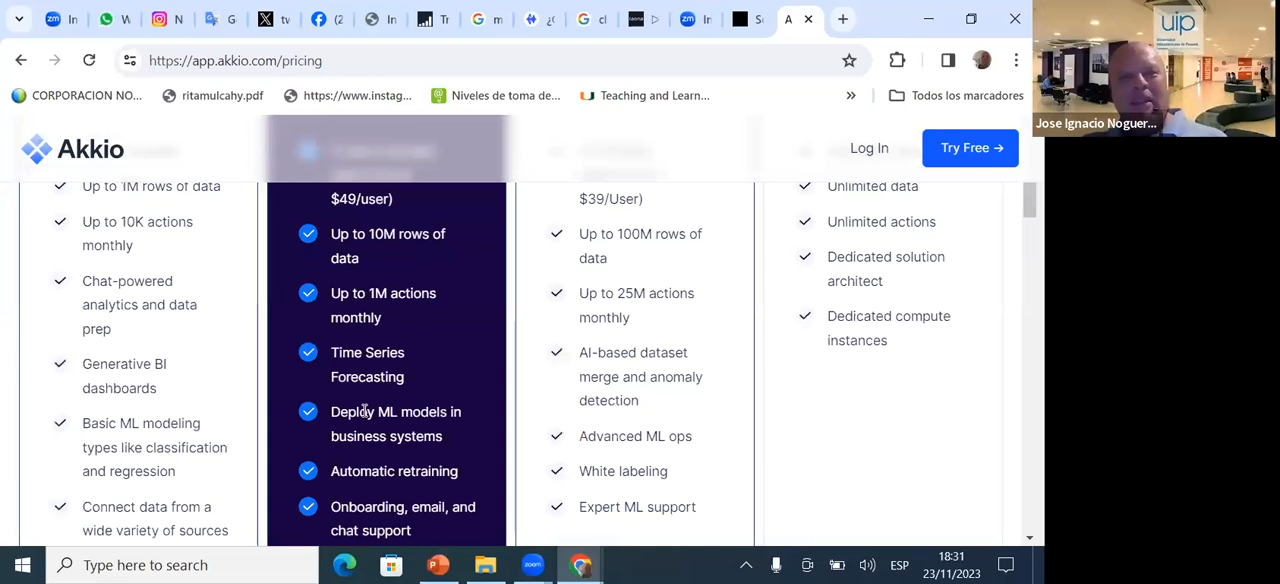 In
W
N
G
tw
(2
In
Tr
m
¿(
cl
In
S
A
https://app.akkio.com/pricing
CORPORACION NO...
ritamulcahy.pdf
https://www.instag...
Niveles de toma de...
Teaching and Learn...
»
Todos los marcadores
Akkio
Log In
Try Free →
Up to 1M rows of data
Up to 10K actions
monthly
Chat-powered
analytics and data
prep
Generative BI
dashboards
Basic ML modeling
types like classification
and regression
Connect data from a
wide variety of sources
$49/user)
Up to 10M rows of
data
Up to 1M actions
monthly
Time Series
Forecasting
Deploy ML models in
business systems
Automatic retraining
Onboarding, email, and
chat support
$39/User)
Up to 100M rows of
data
Up to 25M actions
monthly
AI-based dataset
merge and anomaly
detection
Advanced ML ops
White labeling
Expert ML support
Unlimited data
Unlimited actions
Dedicated solution
architect
Dedicated compute
instances
uip
Jose Ignacio Noguer...
Type here to search
ESP
18:31
23/11/2023